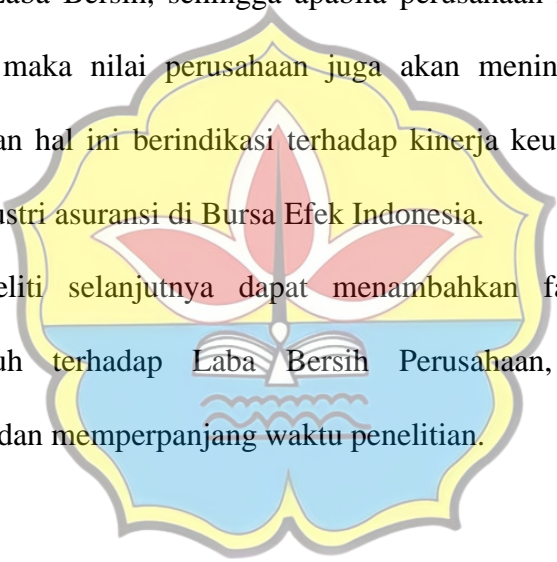 Laba Bersih, sehingga apabila perusahaan
maka nilai perusahaan juga akan menin
an hal ini berindikasi terhadap kinerja keu
ustri asuransi di Bursa Efek Indonesia.
eliti selanjutnya dapat menambahkan fa
uh terhadap Laba Bersih Perusahaan,
dan memperpanjang waktu penelitian.